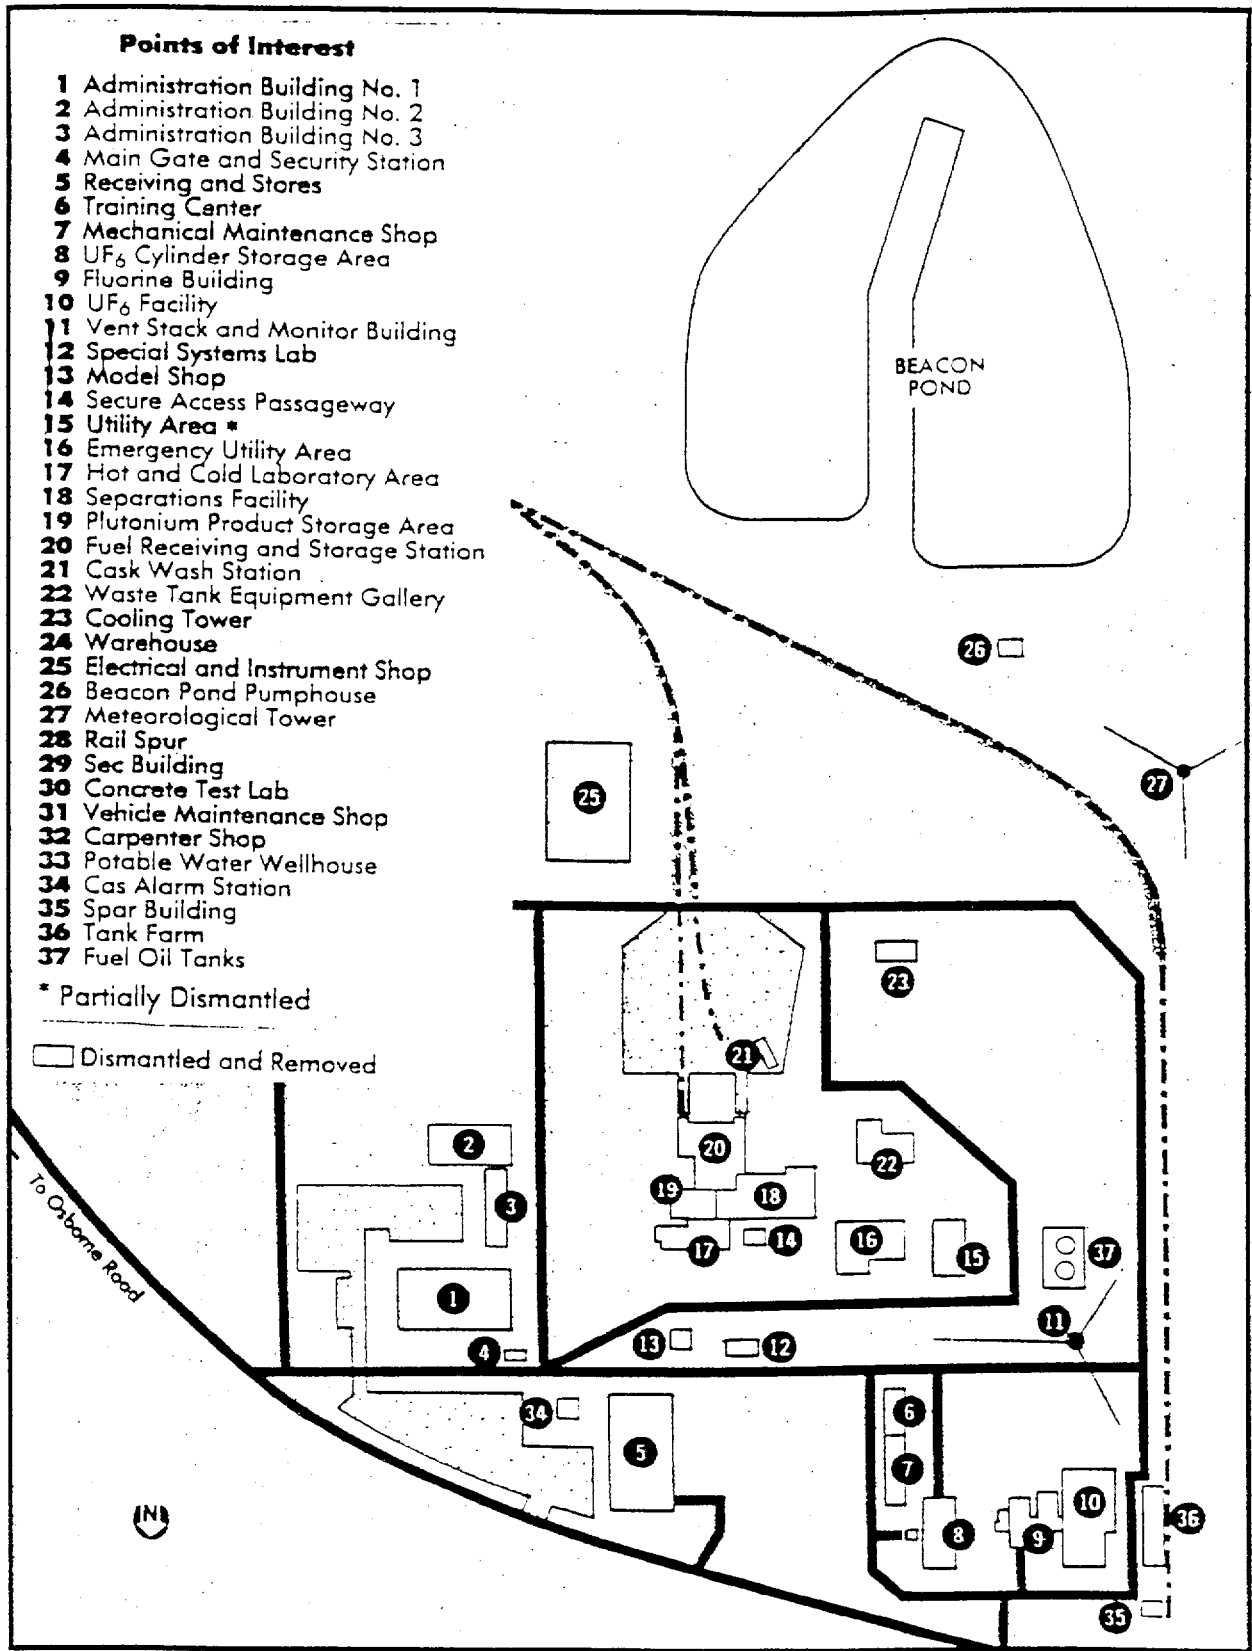 Points of Interest
1 Administration Building No. 1
2 Administration Building No. 2
3 Administration Building No. 3
4 Main Gate and Security Station
5 Receiving and Stores
6 Training Center
7 Mechanical Maintenance Shop
8 UF6 Cylinder Storage Area
9 Fluorine Building
10 UF6 Facility
11 Vent Stack and Monitor Building
12 Special Systems Lab
13 Model Shop
14 Secure Access Passageway
15 Utility Area *
16 Emergency Utility Area
17 Hot and Cold Laboratory Area
18 Separations Facility
19 Plutonium Product Storage Area
20 Fuel Receiving and Storage Station
21 Cask Wash Station
22 Waste Tank Equipment Gallery
23 Cooling Tower
24 Warehouse
25 Electrical and Instrument Shop
26 Beacon Pond Pumphouse
27 Meteorological Tower
28 Rail Spur
29 Sec Building
30 Concrete Test Lab
31 Vehicle Maintenance Shop
32 Carpenter Shop
33 Potable Water Wellhouse
34 Cas Alarm Station
35 Spar Building
36 Tank Farm
37 Fuel Oil Tanks
* Partially Dismantled
Dismantled and Removed
BEACON
POND
26
27
25
23
21
2
20
22
3
19
18
17
14
16
15
37
1
11
4
13
12
To Osborne Road
34
6
5
7
10
N
8
9
36
35